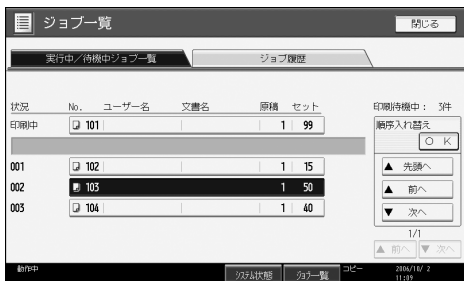 ジョブ一覧 閉じる
実行中／待機中ジョブ一覧 ジョブ履歴
状況 No. ユーザー名 文書名 原稿 セット 印刷待機中： 3件
印刷中 101 1 99 順序入れ替え
ＯＫ
001 102 1 15 ▲ 先頭へ
002 103 1 50 ▲ 前へ
003 104 1 40 ▼ 次へ
1/1
▲ 前へ ▼ 次へ
動作中 システム状態 ジョブ一覧 コピー 2006/10/ 2
11:09